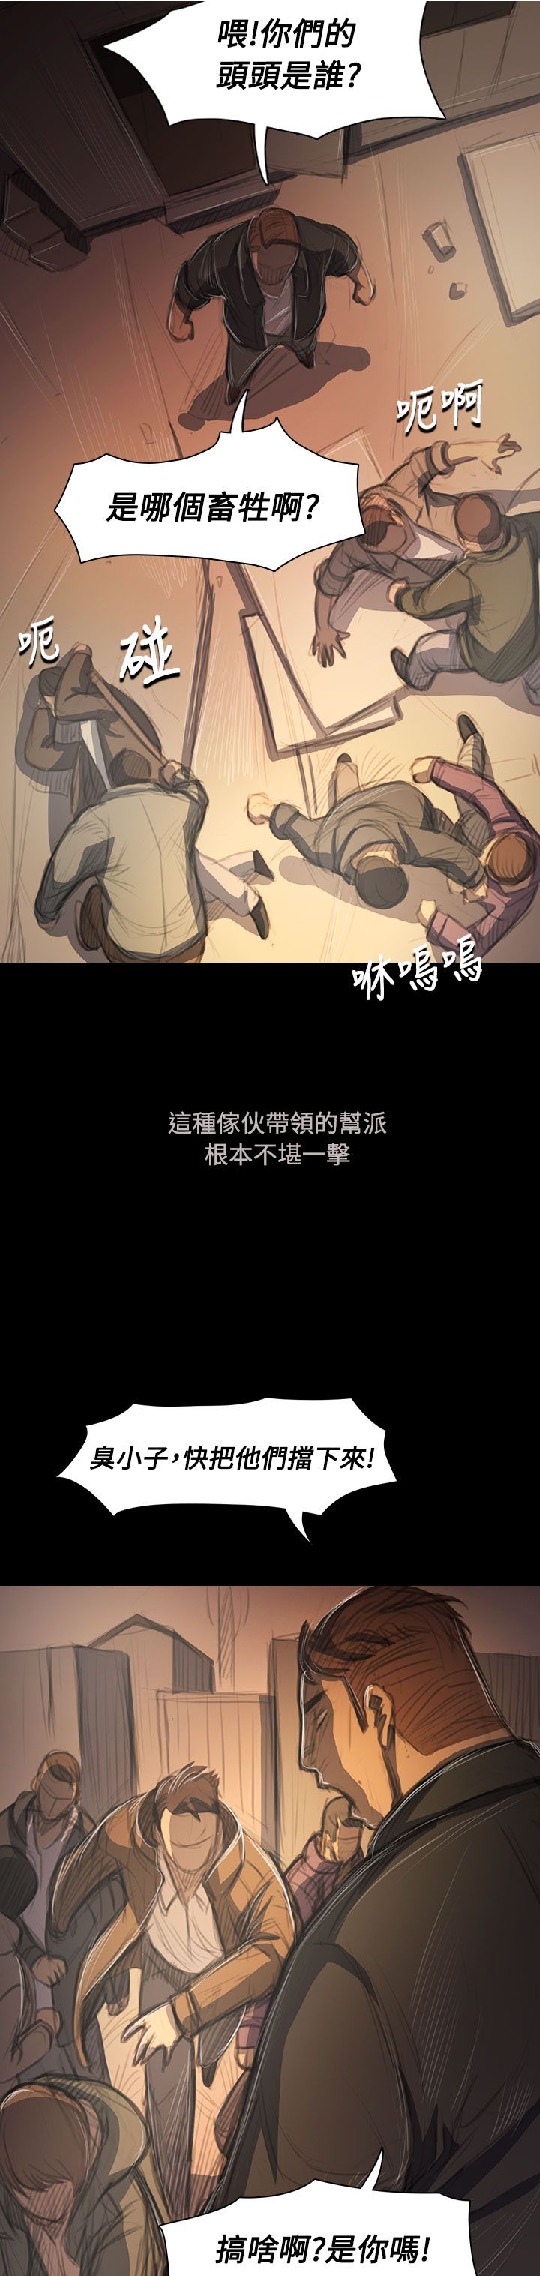 喂!你們的
頭頭是誰?
呃啊
是哪個畜牲啊?
呃
碰
咻嗚嗚
這種傢伙帶領的幫派
根本不堪一擊
臭小子,快把他們擋下來!
搞啥啊?是你嗎!